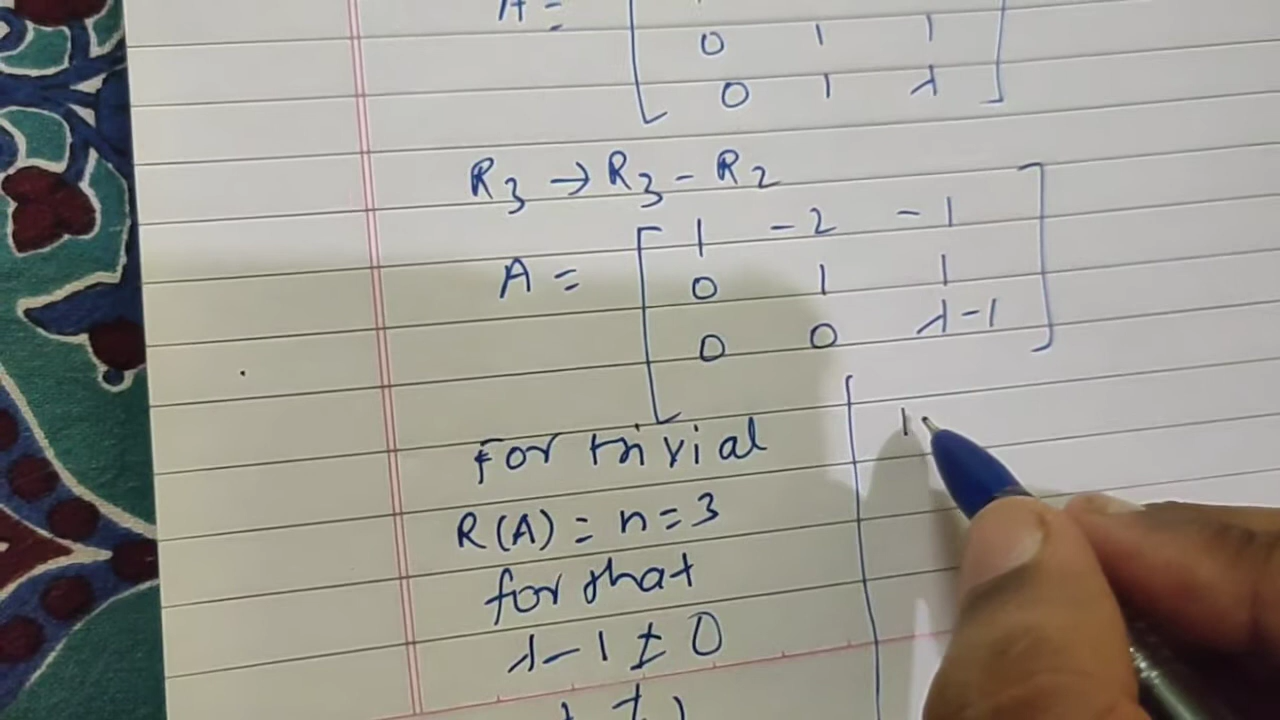 A =
0 1 1
0 1 λ
R3 → R3 - R2
1 -2 -1
A = 0 1 1
0 0 λ-1
For trivial
R(A) = n = 3
for that
λ-1 ≠ 0